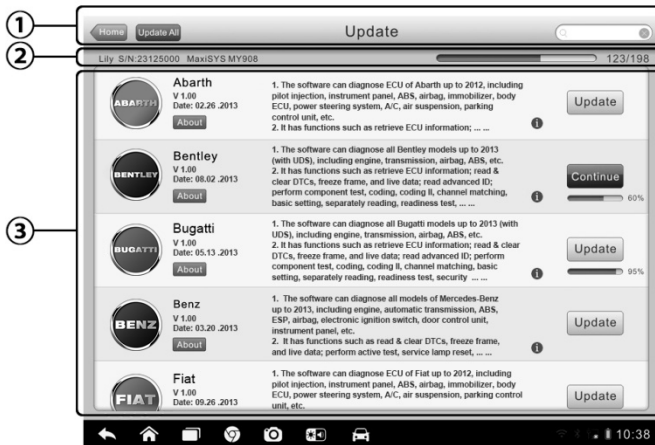 1
Home
Update All
Update
2
Lily S/N:23125000 MaxiSYS MY908
123/198
3
ABARTH
Abarth
V 1.00
Date: 02.26 .2013
About
1. The software can diagnose ECU of Abarth up to 2012, including
pilot injection, instrument panel, ABS, airbag, immobilizer, body
ECU, power steering system, A/C, air suspension, parking
control unit, etc.
2. It has functions such as retrieve ECU information; ... ...
Update
BENTLEY
Bentley
V 1.00
Date: 08.02 .2013
About
1. The software can diagnose all Bentley models up to 2013
(with UDS), including engine, transmission, airbag, ABS, etc.
2. It has functions such as retrieve ECU information; read &
clear DTCs, freeze frame, and live data; read advanced ID;
perform component test, coding, coding II, channel matching,
basic setting, separately reading, readiness test, ... ...
Continue
60%
BUGATTI
Bugatti
V 1.00
Date: 05.13 .2013
About
1. The software can diagnose all Bugatti models up to 2013 (with
UDS), including engine, transmission, airbag, ABS, etc.
2. It has functions such as retrieve ECU information; read & clear
DTCs, freeze frame, and live data; read advanced ID; perform
component test, coding, coding II, channel matching, basic
setting, separately reading, readiness test, security ... ...
Update
95%
BENZ
Benz
V 1.00
Date: 03.20 .2013
About
1. The software can diagnose all models of Mercedes-Benz
up to 2013, including engine, automatic transmission, ABS,
ESP, airbag, electronic ignition switch, door control unit,
instrument panel, etc.
2. It has functions such as read & clear DTCs, freeze frame,
and live data; perform active test, service lamp reset, ... ...
Update
FIAT
Fiat
V 1.00
Date: 09.26 .2013
1. The software can diagnose ECU of Fiat up to 2012, including
pilot injection, instrument panel, ABS, airbag, immobilizer, body
ECU, power steering system, A/C, air suspension, parking control
unit, etc.
Update
10:38